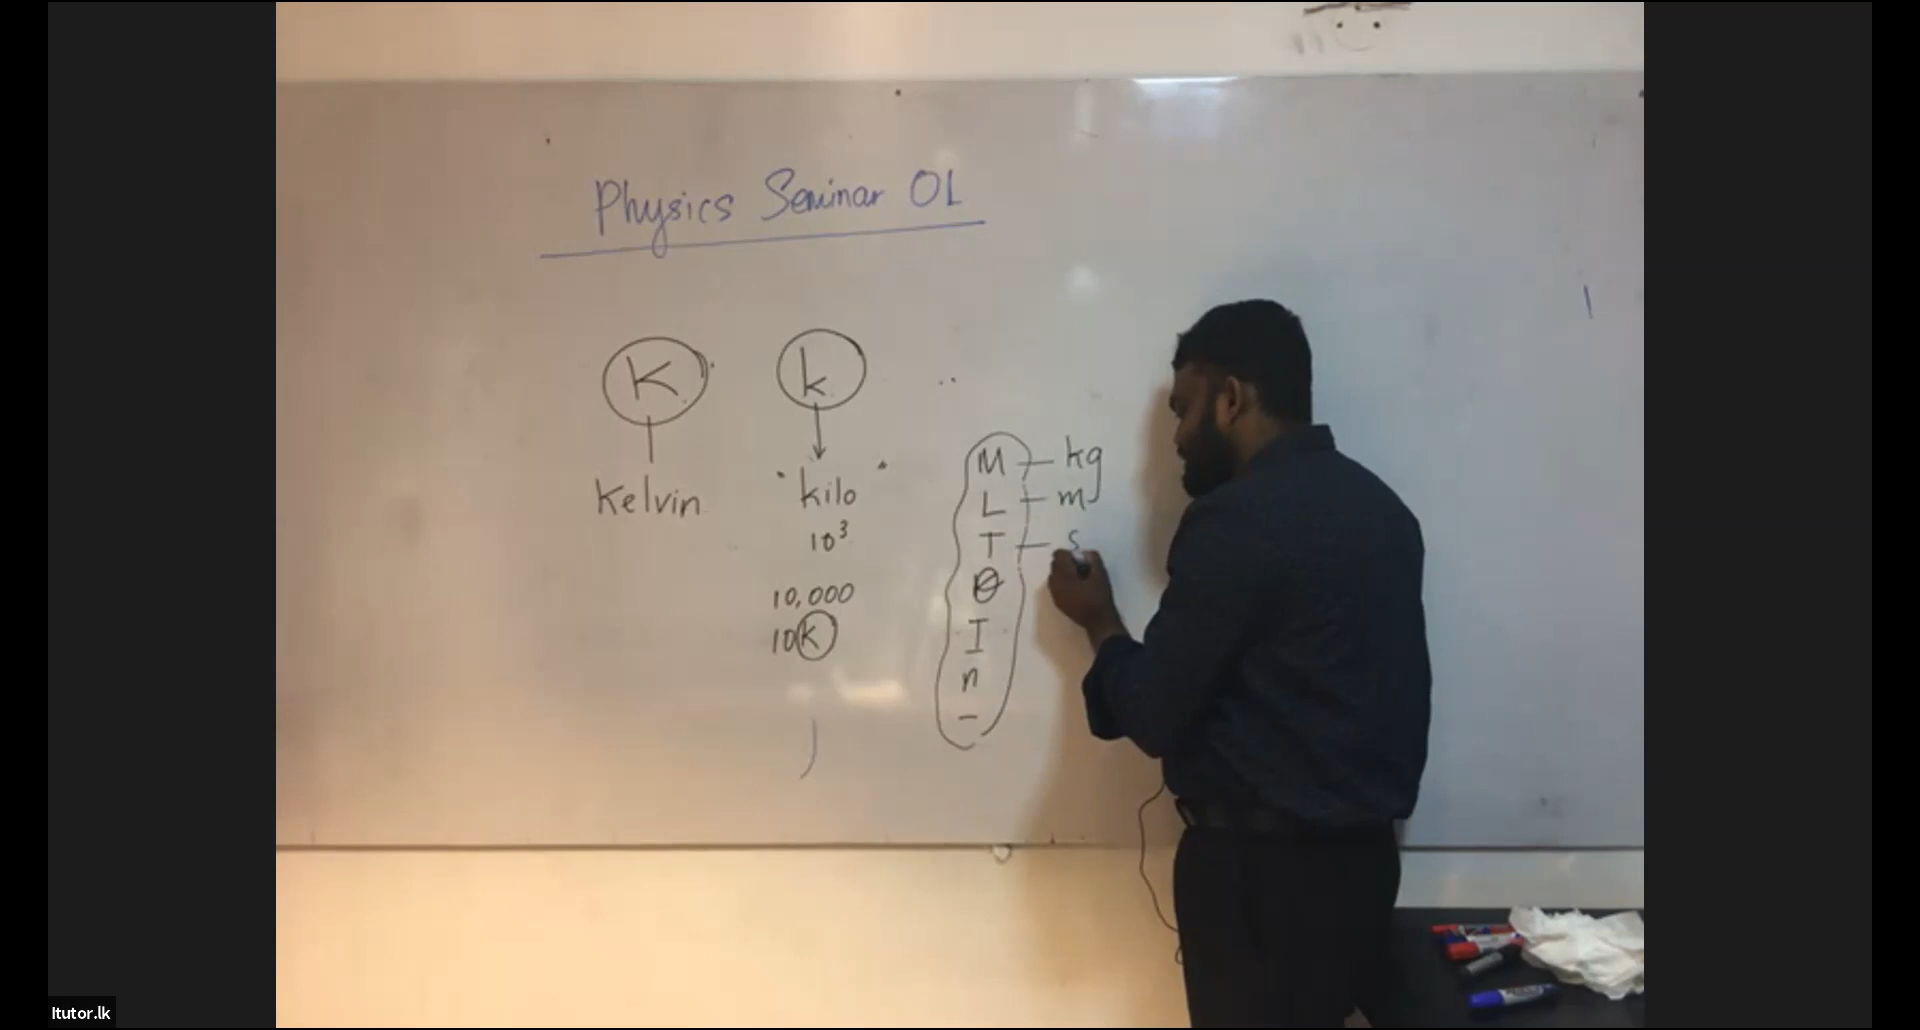 Physics Seminar OL
K k
Kelvin kilo
10³
10,000
10k
M — kg
L — m
T — s
θ
I
n
–
Itutor.lk